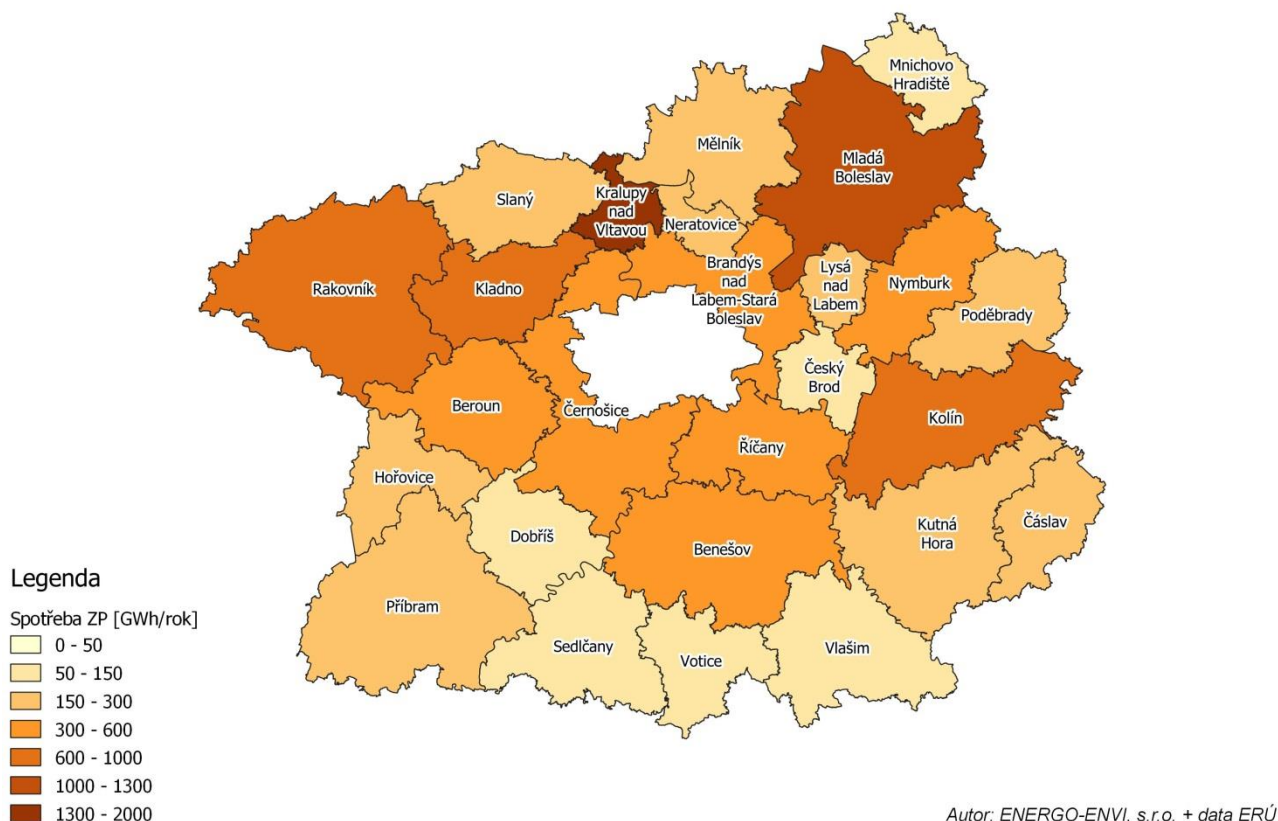 Mnichovo
Hradiště
Mělník
Mladá
Boleslav
Slaný
Kralupy
nad
Vltavou
Neratovice
Rakovník
Kladno
Brandýs
nad
Labem-Stará
Boleslav
Lysá
nad
Labem
Nymburk
Poděbrady
Český
Brod
Beroun
Černošice
Kolín
Říčany
Hořovice
Dobříš
Benešov
Kutná
Hora
Čáslav
Příbram
Sedlčany
Votice
Vlašim
Legenda
Spotřeba ZP [GWh/rok]
0 - 50
50 - 150
150 - 300
300 - 600
600 - 1000
1000 - 1300
1300 - 2000
Autor: ENERGO-ENVI, s.r.o. + data ERÚ